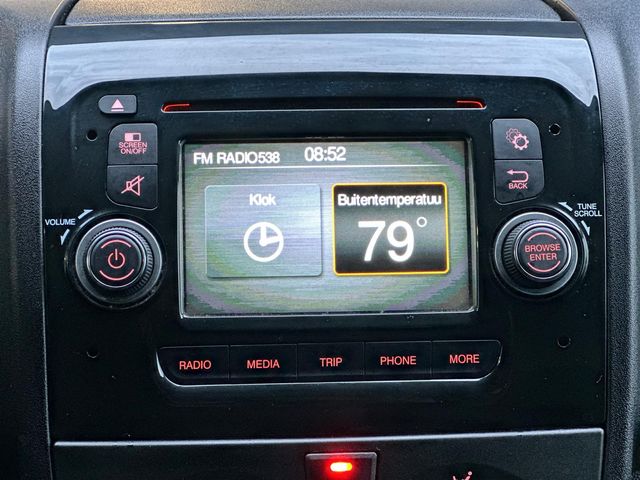 SCREEN
ON/OFF
VOLUME
FM RADIO538 08:52
Klok
Buitentemperatuu
79°
BACK
TUNE
SCROLL
BROWSE
ENTER
RADIO
MEDIA
TRIP
PHONE
MORE